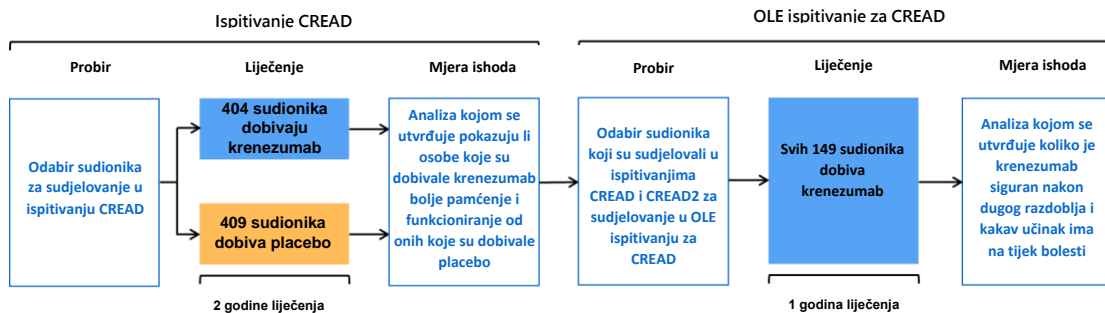 Ispitivanje CREAD
OLE ispitivanje za CREAD
Probir
Liječenje
Mjera ishoda
Probir
Liječenje
Mjera ishoda
Odabir sudionika
za sudjelovanje u
ispitivanju CREAD
404 sudionika
dobivaju
krenezumab
409 sudionika
dobiva placebo
Analiza kojom se
utvrđuje pokazuju li
osobe koje su
dobivale krenezumab
bolje pamćenje i
funkcioniranje od
onih koje su dobivale
placebo
Odabir sudionika
koji su sudjelovali u
ispitivanjima
CREAD i CREAD2 za
sudjelovanje u OLE
ispitivanju za
CREAD
Svih 149 sudionika
dobiva
krenezumab
Analiza kojom se
utvrđuje koliko je
krenezumab
siguran nakon
dugog razdoblja i
kakav učinak ima
na tijek bolesti
2 godine liječenja
1 godina liječenja